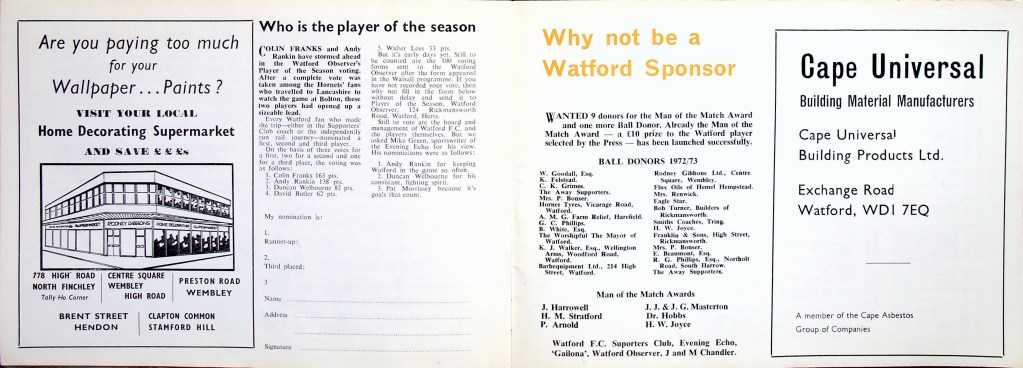 Are you paying too much
for your
Wallpaper...Paints?
VISIT YOUR LOCAL
Home Decorating Supermarket
AND SAVE £ £ £s
RODNEY GIBBONS
HOME DECORATING SUPERMARKET
778 HIGH ROAD
NORTH FINCHLEY
Tally Ho Corner
CENTRE SQUARE
WEMBLEY
HIGH ROAD
PRESTON ROAD
WEMBLEY
BRENT STREET
HENDON
CLAPTON COMMON
STAMFORD HILL
Who is the player of the season
COLIN FRANKS and Andy
Rankin have stormed ahead
in the Watford Observer's
Player of the Season voting.
After a complete vote was
taken among the Hornets' fans
who travelled to Lancashire to
watch the game at Bolton, these
two players had opened up a
sizeable lead.
Every Watford fan who made
the trip—either in the Supporters'
Club coach or the independently
run rail journey—nominated a
first, second and third player.
On the basis of three votes for
a first, two for a second and one
for a third place, the voting was
as follows:
1. Colin Franks 163 pts.
2. Andy Rankin 138 pts.
3. Duncan Welbourne 82 pts.
4. David Butler 62 pts.
5. Walter Lees 33 pts.
But it's early days yet. Still to
be counted are the 100 voting
forms sent to the Watford
Observer after the form appeared
in the Walsall programme. If you
have not recorded your vote, then
why not fill in the form below
without delay and send it to
Player of the Season, Watford
Observer, 124 Rickmansworth
Road, Watford, Herts.
Still to vote are the board and
management of Watford F.C. and
the players themselves. But we
asked Mike Green, sportswriter of
the Evening Echo for his view.
His nominations were as follows:
1. Andy Rankin for keeping
Watford in the game so often.
2. Duncan Welbourne for his
consistent, fighting spirit.
3. Pat Morrissey because it's
goals that count.
My nomination is:
1.
Runner-up:
2.
Third placed:
3
Name
Address
Signature
Why not be a
Watford Sponsor
WANTED 9 donors for the Man of the Match Award
and one more Ball Donor. Already the Man of the
Match Award — a £10 prize to the Watford player
selected by the Press — has been launched successfully.
BALL DONORS 1972/73
W. Goodall, Esq.
K. Felstead.
C. K. Grimes.
The Away Supporters.
Mrs. P. Bonser.
Hornet Tyres, Vicarage Road,
Watford.
A. M. G. Farm Relief, Harefield.
G. C. Phillips.
B. White, Esq.
The Worshipful The Mayor of
Watford.
K. J. Walker, Esq., Wellington
Arms, Woodford Road,
Watford.
Barbequipment Ltd., 214 High
Street, Watford.
Rodney Gibbons Ltd., Centre
Square, Wembley.
Flux Oils of Hemel Hempstead.
Mrs. Renwick.
Eagle Star.
Bob Turner, Builders of
Rickmansworth.
Smiths Coaches, Tring.
H. W. Joyce.
Franklin & Sons, High Street,
Rickmansworth.
Mrs. P. Bonser.
E. Beaumont, Esq.
R. G. Phillips, Esq., Northolt
Road, South Harrow.
The Away Supporters.
Man of the Match Awards
J. Harrowell
H. M. Stratford
P. Arnold
J. J. & J. G. Masterton
Dr. Hobbs
H. W. Joyce
Watford F.C. Suporters Club, Evening Echo,
'Gailona', Watford Observer, J and M Chandler.
Cape Universal
Building Material Manufacturers
Cape Universal
Building Products Ltd.
Exchange Road
Watford, WD1 7EQ
A member of the Cape Asbestos
Group of Companies